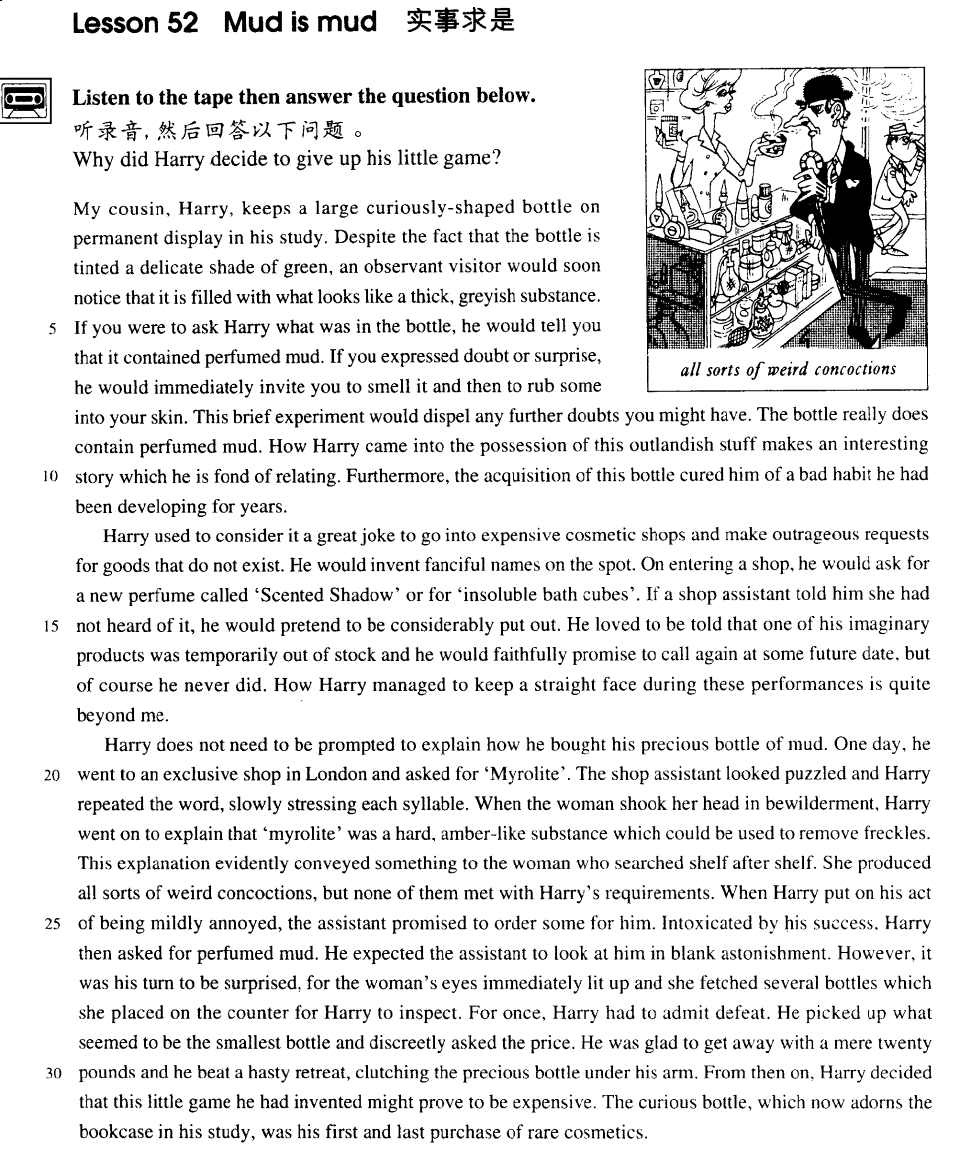 Lesson 52 Mud is mud 实事求是
Listen to the tape then answer the question below.
听录音，然后回答以下问题。
Why did Harry decide to give up his little game?
My cousin, Harry, keeps a large curiously-shaped bottle on
permanent display in his study. Despite the fact that the bottle is
tinted a delicate shade of green, an observant visitor would soon
notice that it is filled with what looks like a thick, greyish substance.
5 If you were to ask Harry what was in the bottle, he would tell you
that it contained perfumed mud. If you expressed doubt or surprise,
he would immediately invite you to smell it and then to rub some
all sorts of weird concoctions
into your skin. This brief experiment would dispel any further doubts you might have. The bottle really does
contain perfumed mud. How Harry came into the possession of this outlandish stuff makes an interesting
10 story which he is fond of relating. Furthermore, the acquisition of this bottle cured him of a bad habit he had
been developing for years.
Harry used to consider it a great joke to go into expensive cosmetic shops and make outrageous requests
for goods that do not exist. He would invent fanciful names on the spot. On entering a shop, he would ask for
a new perfume called ‘Scented Shadow’ or for ‘insoluble bath cubes’. If a shop assistant told him she had
15 not heard of it, he would pretend to be considerably put out. He loved to be told that one of his imaginary
products was temporarily out of stock and he would faithfully promise to call again at some future date, but
of course he never did. How Harry managed to keep a straight face during these performances is quite
beyond me.
Harry does not need to be prompted to explain how he bought his precious bottle of mud. One day, he
20 went to an exclusive shop in London and asked for ‘Myrolite’. The shop assistant looked puzzled and Harry
repeated the word, slowly stressing each syllable. When the woman shook her head in bewilderment, Harry
went on to explain that ‘myrolite’ was a hard, amber-like substance which could be used to remove freckles.
This explanation evidently conveyed something to the woman who searched shelf after shelf. She produced
all sorts of weird concoctions, but none of them met with Harry’s requirements. When Harry put on his act
25 of being mildly annoyed, the assistant promised to order some for him. Intoxicated by his success, Harry
then asked for perfumed mud. He expected the assistant to look at him in blank astonishment. However, it
was his turn to be surprised, for the woman’s eyes immediately lit up and she fetched several bottles which
she placed on the counter for Harry to inspect. For once, Harry had to admit defeat. He picked up what
seemed to be the smallest bottle and discreetly asked the price. He was glad to get away with a mere twenty
30 pounds and he beat a hasty retreat, clutching the precious bottle under his arm. From then on, Harry decided
that this little game he had invented might prove to be expensive. The curious bottle, which now adorns the
bookcase in his study, was his first and last purchase of rare cosmetics.